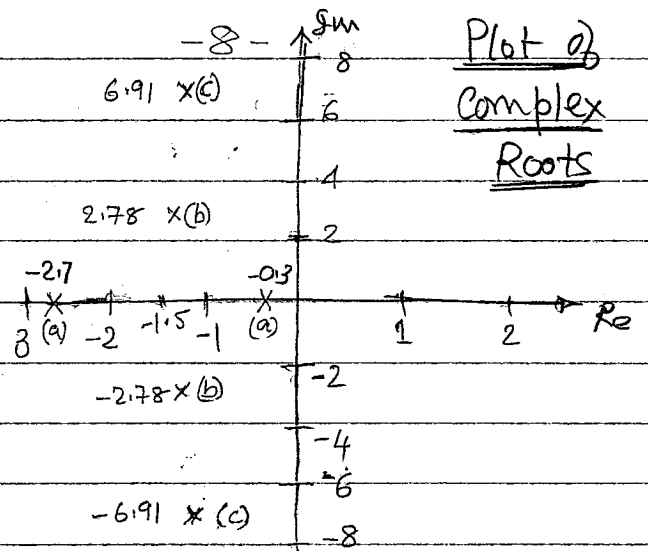 -8-
Im
Plot of
8
6.91 ×(c)
Complex
6
Roots
4
2.78 ×(b)
2
-2.7
-0.3
3 (a) -2 -1.5 -1 (a) 1 2 Re
-2
-2.78 ×(b)
-4
-6
-6.91 × (c)
-8